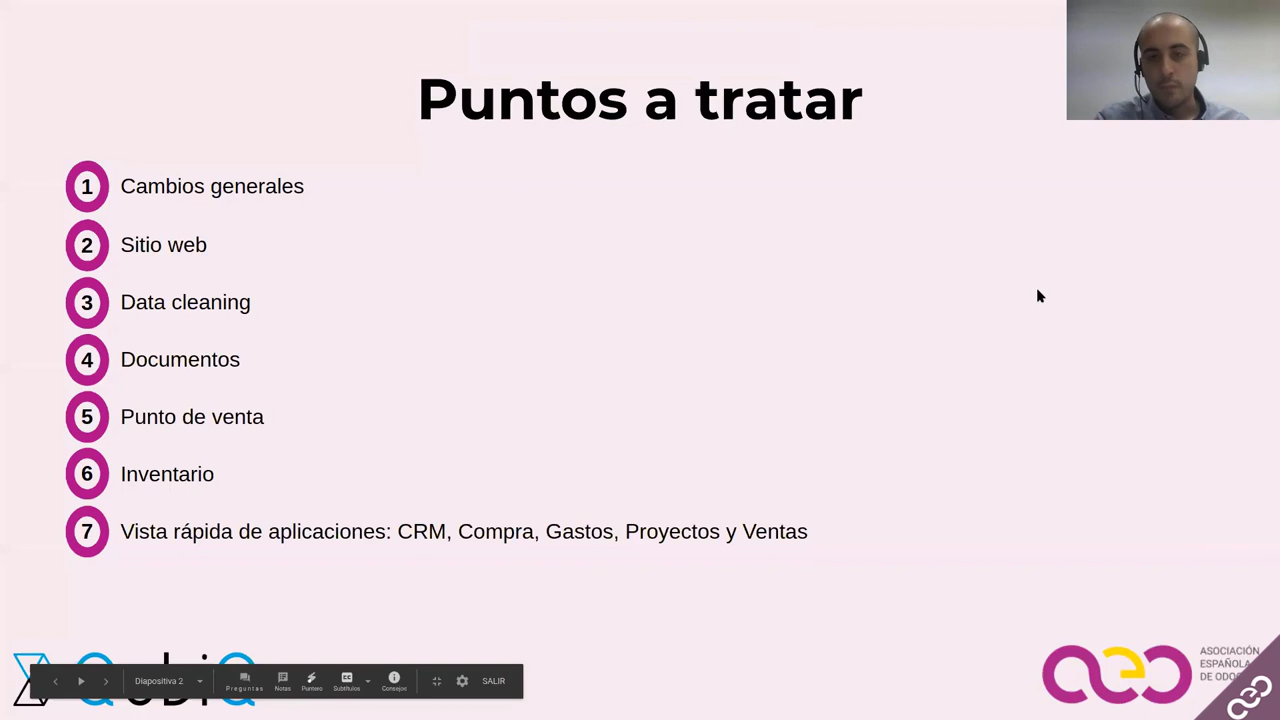 Puntos a tratar
1 Cambios generales
2 Sitio web
3 Data cleaning
4 Documentos
5 Punto de venta
6 Inventario
7 Vista rápida de aplicaciones: CRM, Compra, Gastos, Proyectos y Ventas
Diapositiva 2
Preguntas
Notas
Puntero
Subtítulos
Consejos
SALIR
aeo
ASOCIACIÓN
ESPAÑOLA